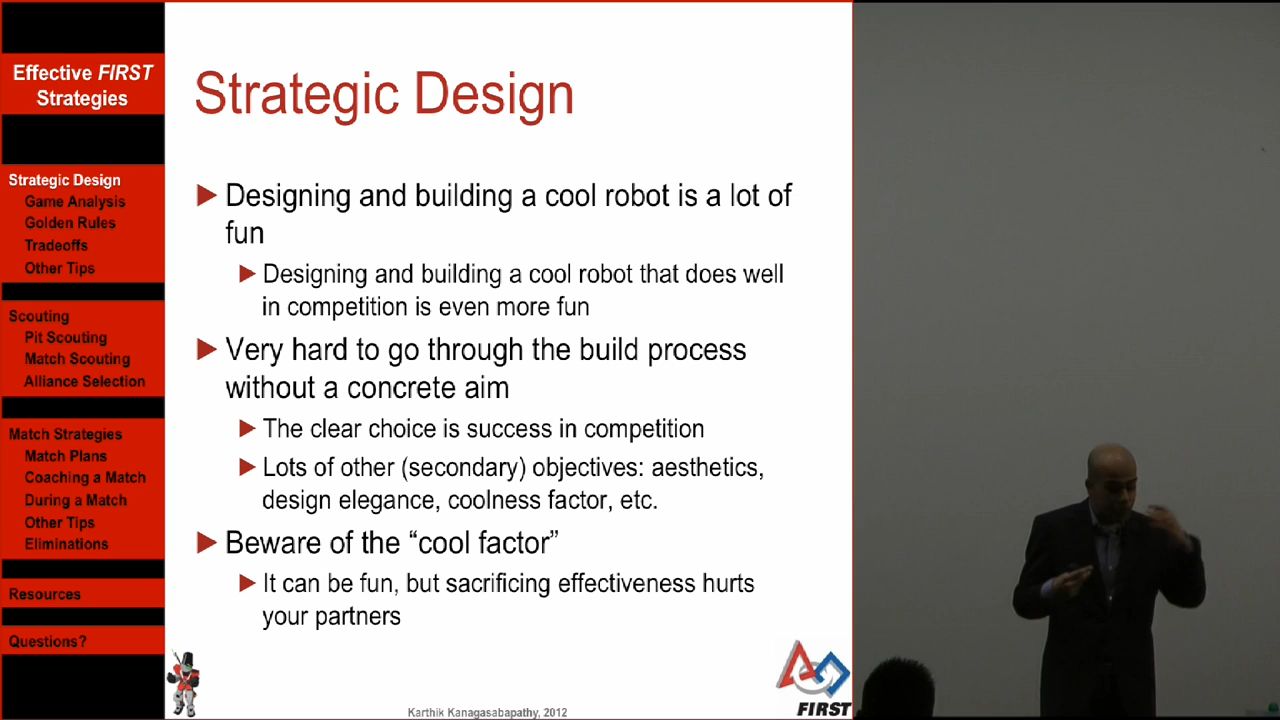 Effective FIRST
Strategies
Strategic Design
Game Analysis
Golden Rules
Tradeoffs
Other Tips
Scouting
Pit Scouting
Match Scouting
Alliance Selection
Match Strategies
Match Plans
Coaching a Match
During a Match
Other Tips
Eliminations
Resources
Questions?
Strategic Design
Designing and building a cool robot is a lot of
fun
Designing and building a cool robot that does well
in competition is even more fun
Very hard to go through the build process
without a concrete aim
The clear choice is success in competition
Lots of other (secondary) objectives: aesthetics,
design elegance, coolness factor, etc.
Beware of the “cool factor”
It can be fun, but sacrificing effectiveness hurts
your partners
Karthik Kanagasabapathy, 2012
FIRST